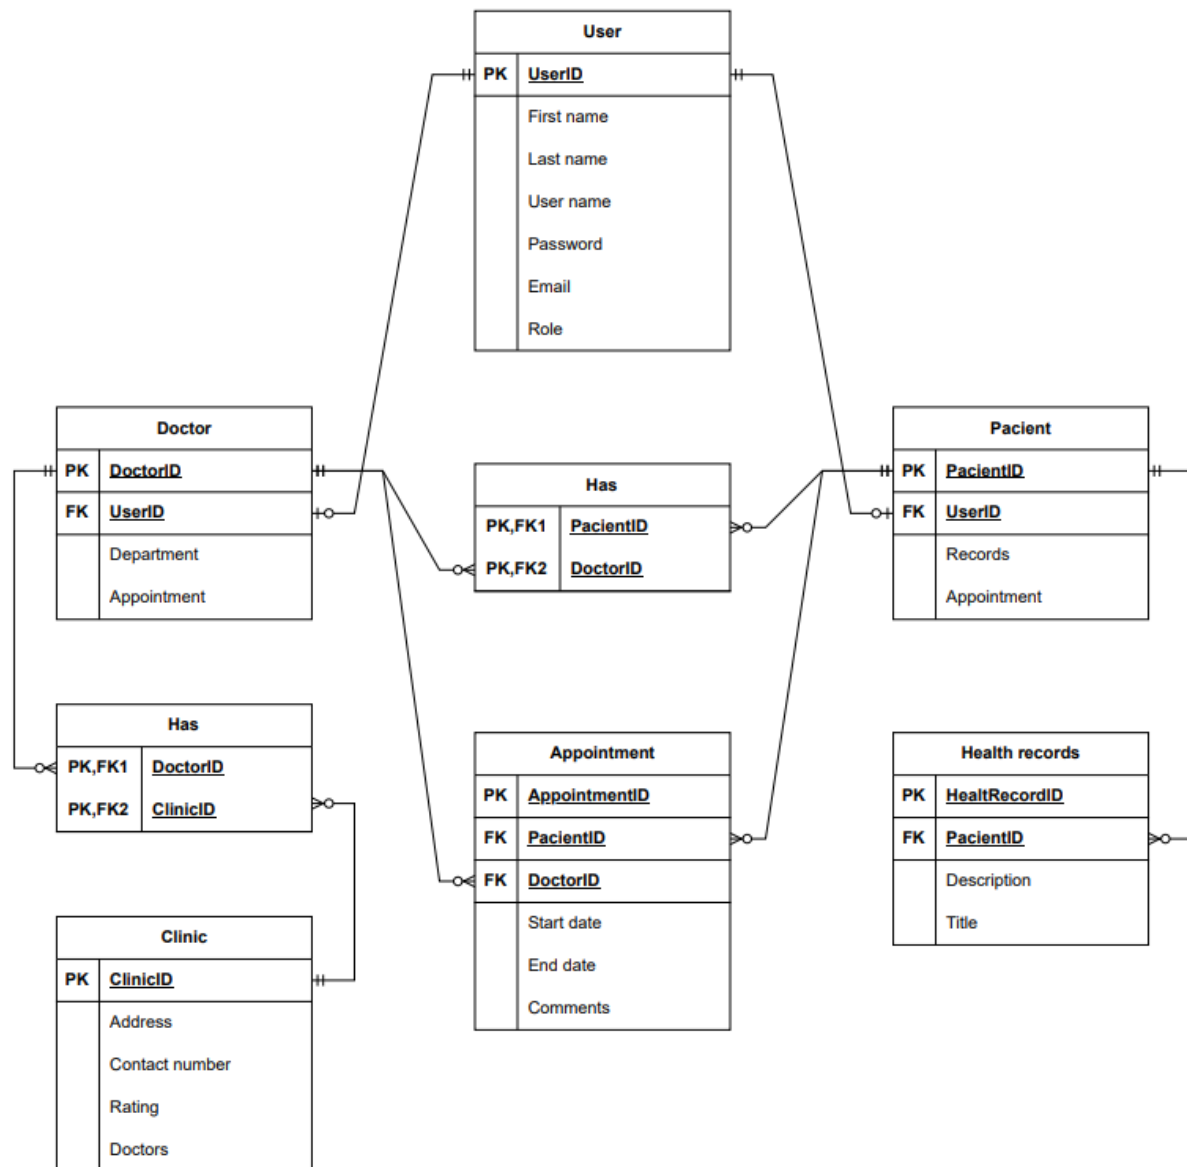 User
PK UserID
First name
Last name
User name
Password
Email
Role
Doctor
PK DoctorID
FK UserID
Department
Appointment
Has
PK,FK1 PacientID
PK,FK2 DoctorID
Pacient
PK PacientID
FK UserID
Records
Appointment
Has
PK,FK1 DoctorID
PK,FK2 ClinicID
Appointment
PK AppointmentID
FK PacientID
FK DoctorID
Start date
End date
Comments
Health records
PK HealtRecordID
FK PacientID
Description
Title
Clinic
PK ClinicID
Address
Contact number
Rating
Doctors